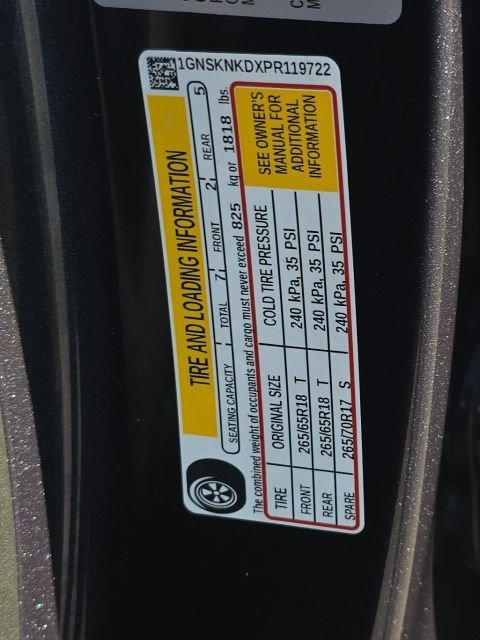 1GNSKNKDXPR119722
TIRE AND LOADING INFORMATION
SEATING CAPACITY TOTAL 7 FRONT 2 REAR 5
The combined weight of occupants and cargo must never exceed 825 kg or 1818 lbs.
TIRE ORIGINAL SIZE COLD TIRE PRESSURE
FRONT 265/65R18 T 240 kPa, 35 PSI
REAR 265/65R18 T 240 kPa, 35 PSI
SPARE 265/70R17 S 240 kPa, 35 PSI
SEE OWNER'S
MANUAL FOR
ADDITIONAL
INFORMATION